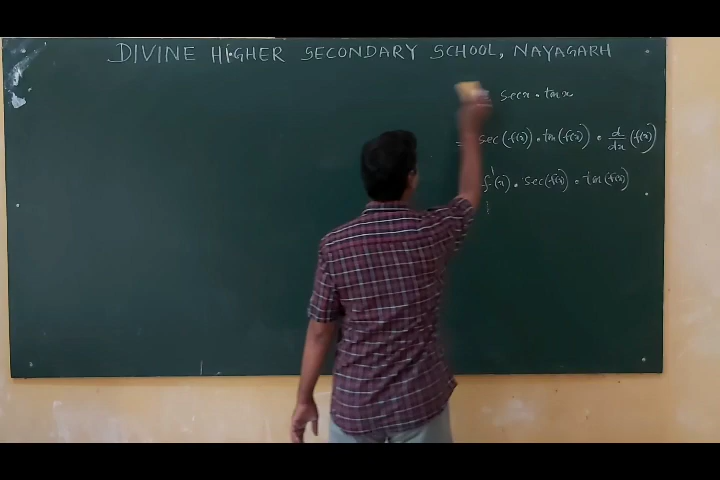 DIVINE HIGHER SECONDARY SCHOOL, NAYAGARH
= secx . tanx
= sec(f(x)) . tan(f(x)) . d/dx (f(x))
f'(x) . sec(f(x)) . tan(f(x))